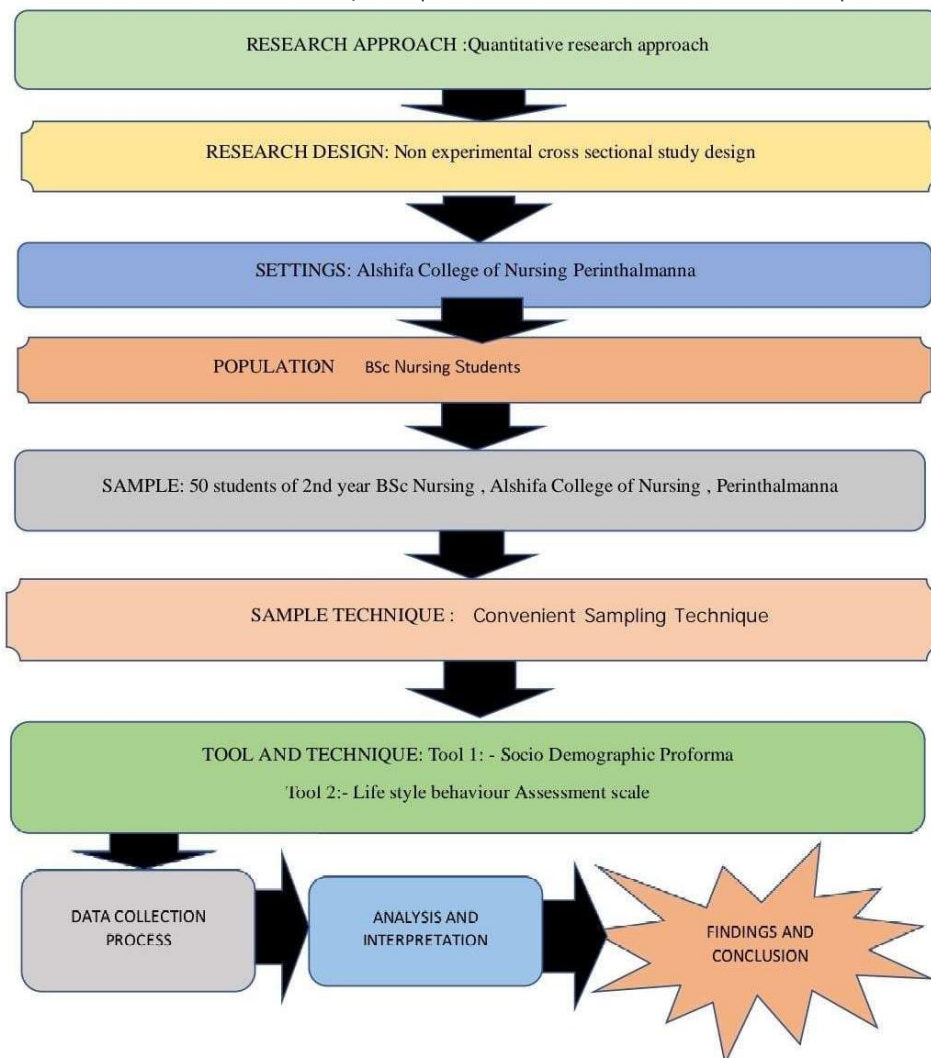 RESEARCH APPROACH :Quantitative research approach
RESEARCH DESIGN: Non experimental cross sectional study design
SETTINGS: Alshifa College of Nursing Perinthalmanna
POPULATION BSc Nursing Students
SAMPLE: 50 students of 2nd year BSc Nursing , Alshifa College of Nursing , Perinthalmanna
SAMPLE TECHNIQUE : Convenient Sampling Technique
TOOL AND TECHNIQUE: Tool 1: - Socio Demographic Proforma
Tool 2:- Life style behaviour Assessment scale
DATA COLLECTION
PROCESS
ANALYSIS AND
INTERPRETATION
FINDINGS AND
CONCLUSION